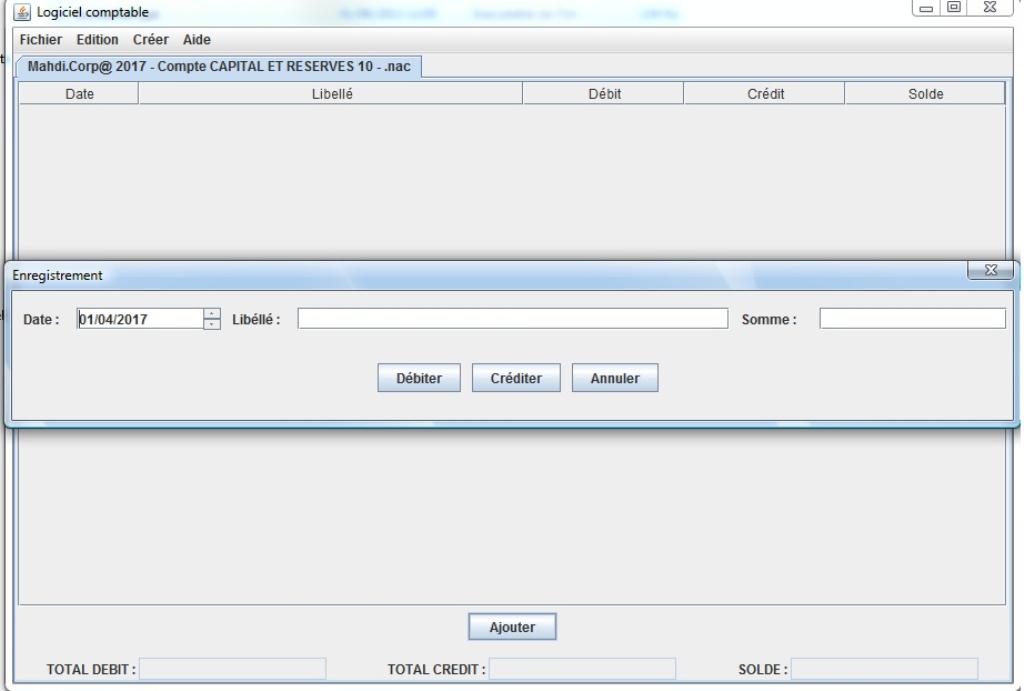 Logiciel comptable
Fichier Edition Créer Aide
Mahdi.Corp@ 2017 - Compte CAPITAL ET RESERVES 10 - .nac
Date Libellé Débit Crédit Solde
Enregistrement
Date : 01/04/2017 Libéllé : Somme :
Débiter Créditer Annuler
Ajouter
TOTAL DEBIT : TOTAL CREDIT : SOLDE :